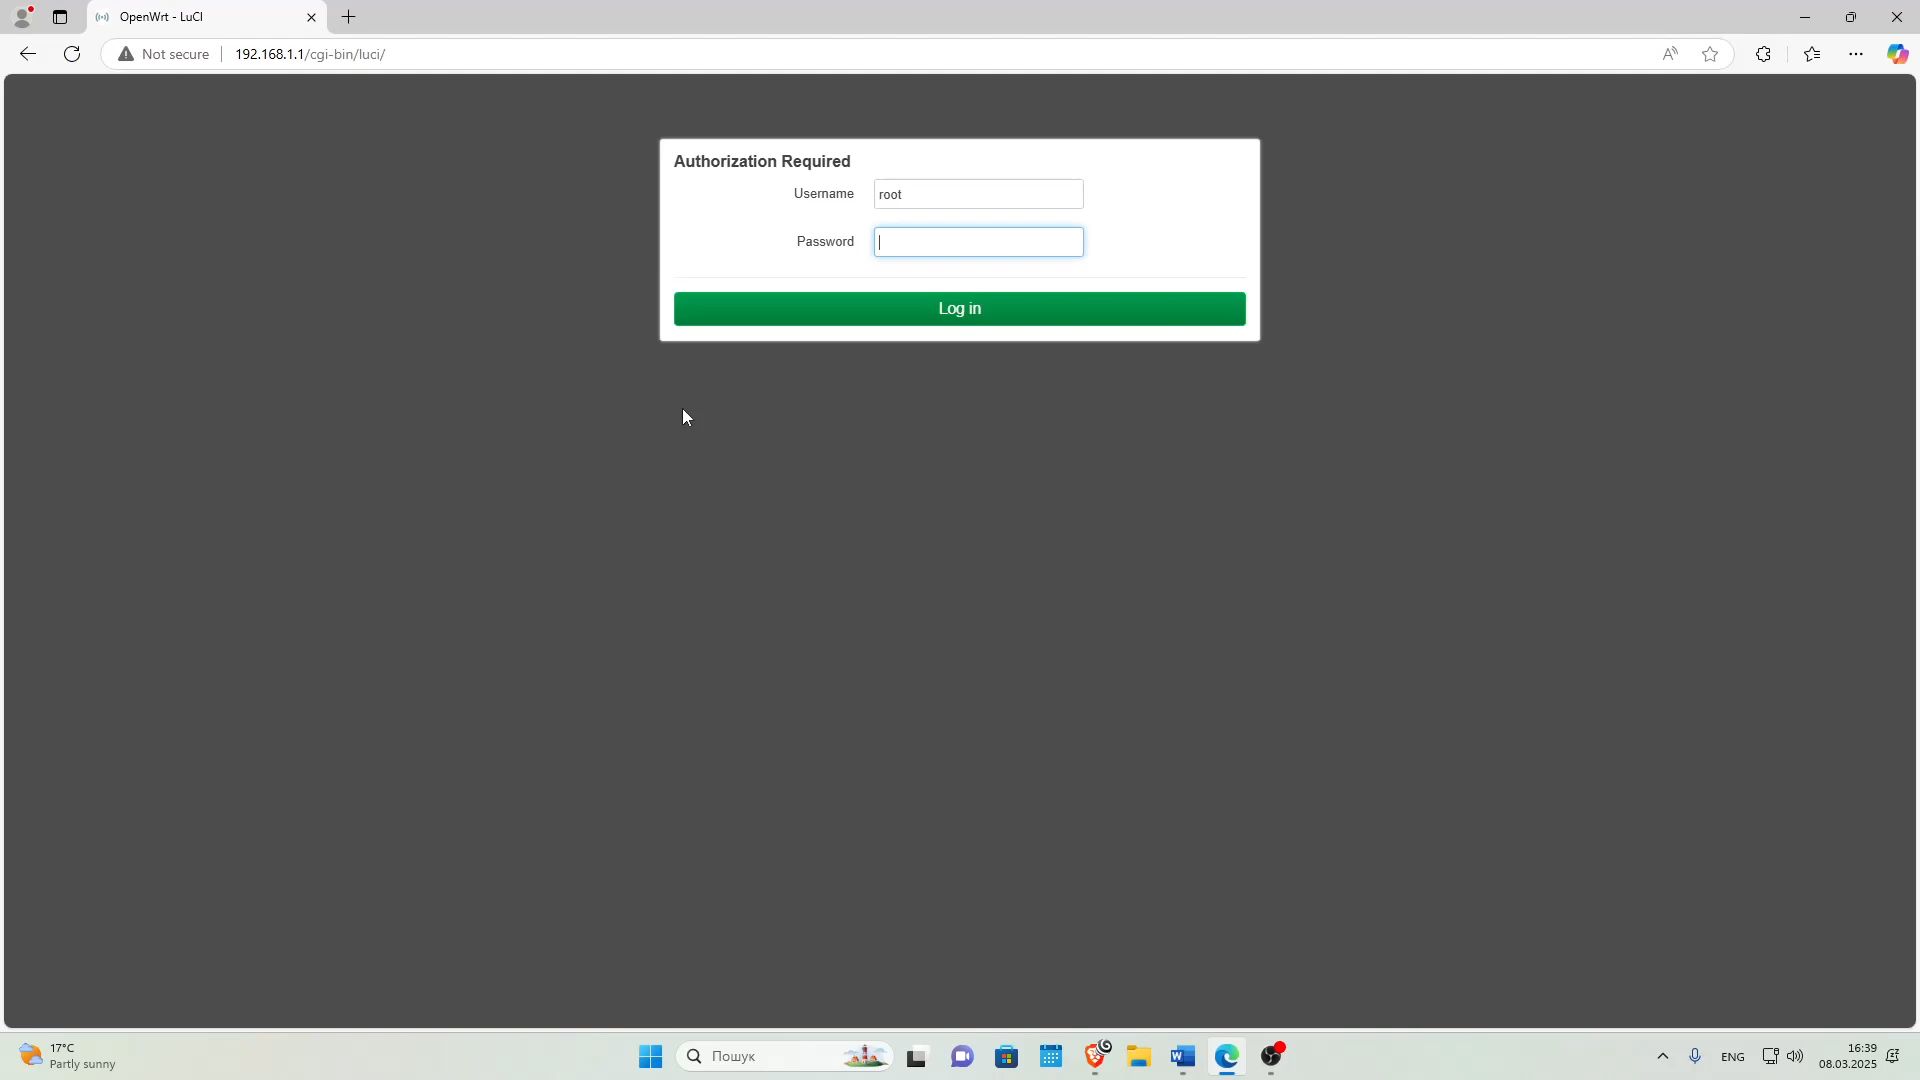 OpenWrt - LuCI
Not secure
192.168.1.1/cgi-bin/luci/
Authorization Required
Username
root
Password
Log in
17°C
Partly sunny
Пошук
ENG
16:39
08.03.2025